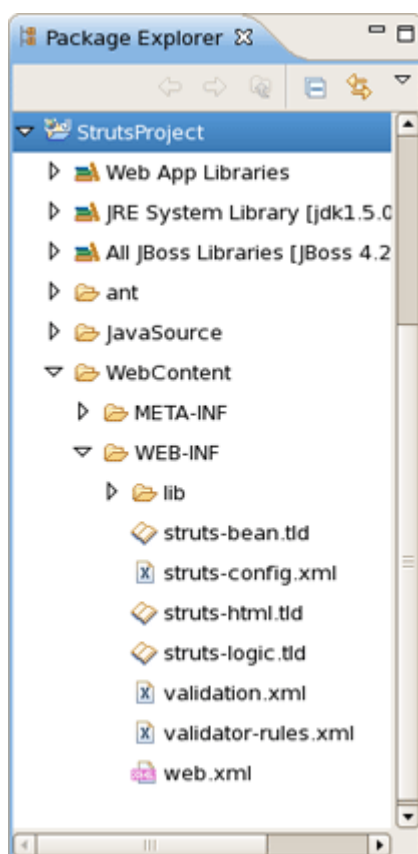 Package Explorer
StrutsProject
Web App Libraries
JRE System Library [jdk1.5.0
All JBoss Libraries [JBoss 4.2
ant
JavaSource
WebContent
META-INF
WEB-INF
lib
struts-bean.tld
struts-config.xml
struts-html.tld
struts-logic.tld
validation.xml
validator-rules.xml
web.xml